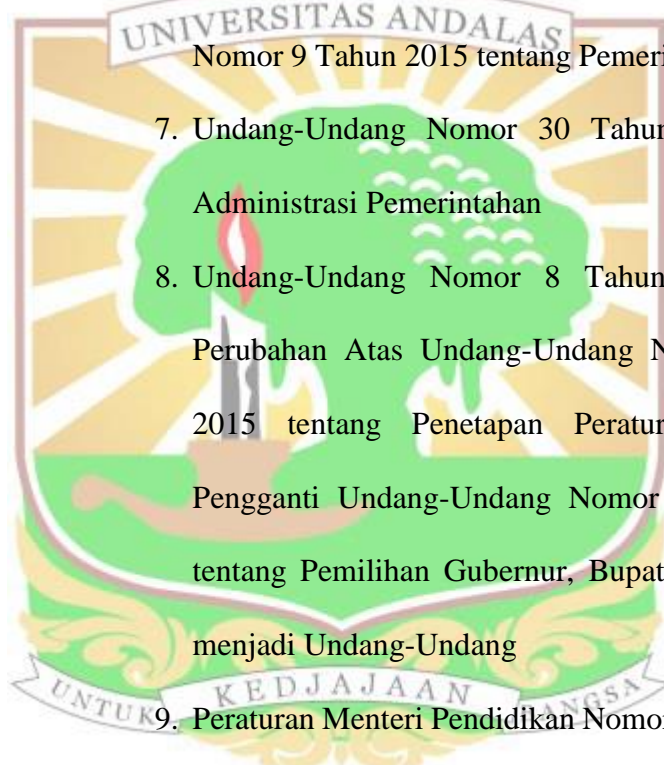 UNIVERSITAS ANDALAS
Nomor 9 Tahun 2015 tentang Pemeri
7. Undang-Undang Nomor 30 Tahun
Administrasi Pemerintahan
8. Undang-Undang Nomor 8 Tahun
Perubahan Atas Undang-Undang N
2015 tentang Penetapan Peratur
Pengganti Undang-Undang Nomor
tentang Pemilihan Gubernur, Bupat
menjadi Undang-Undang
UNTUK KEDJAJAAN BANGSA
9. Peraturan Menteri Pendidikan Nomor